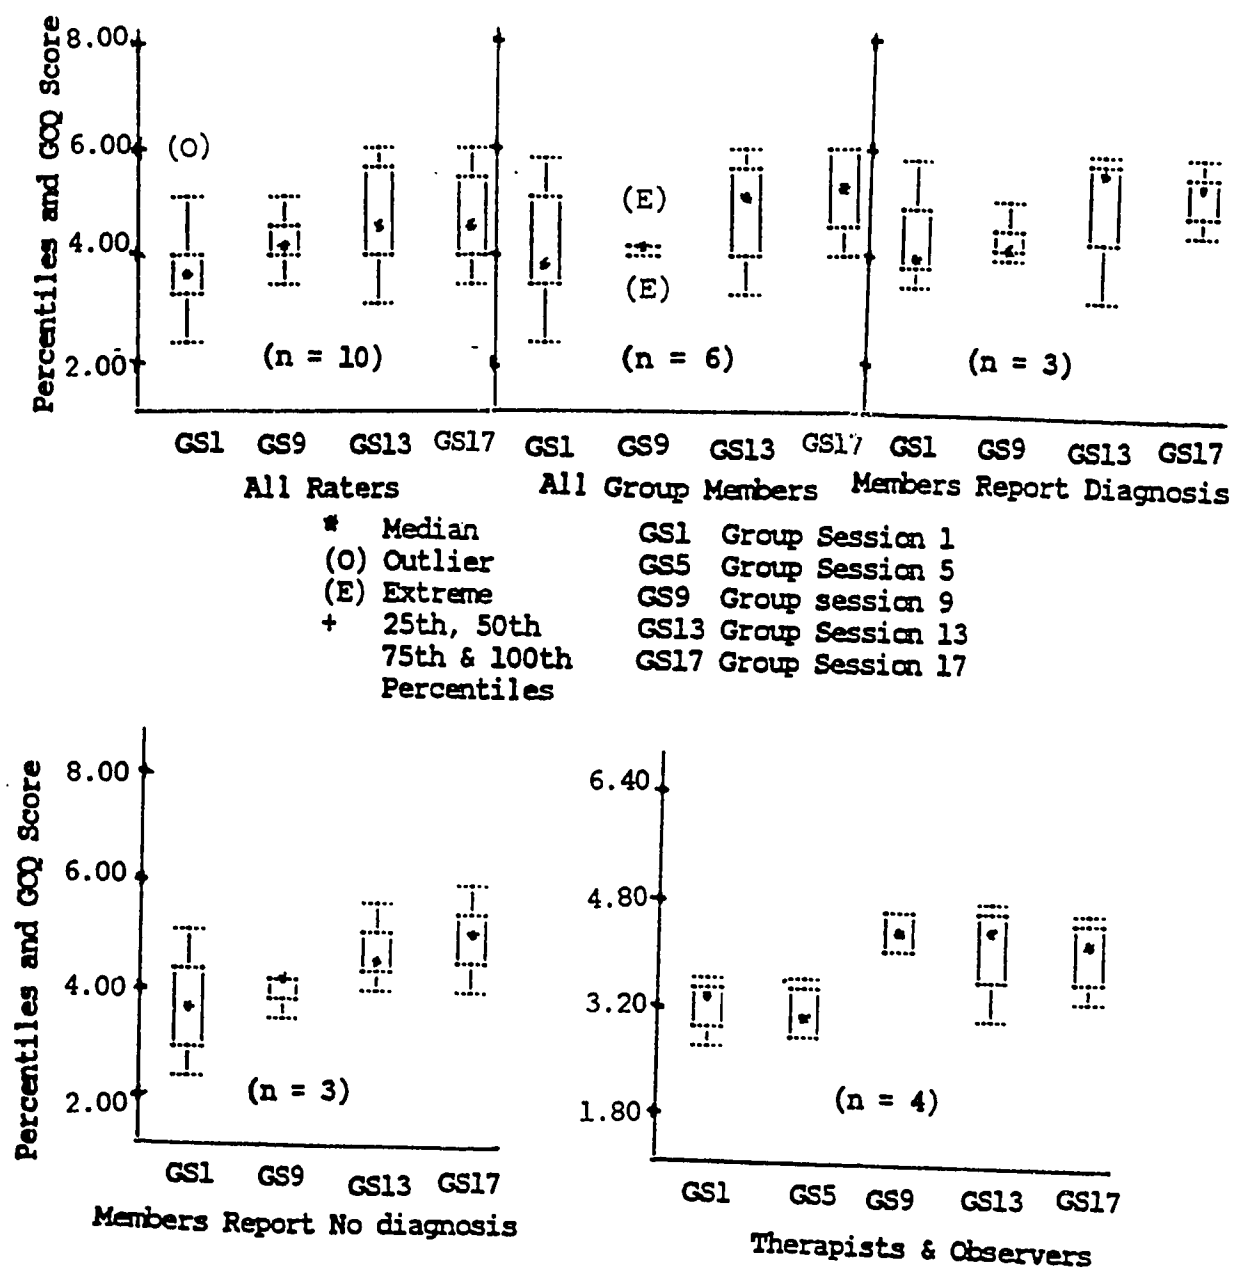 Percentiles and GCQ Score
8.00
6.00
4.00
2.00
(O)
(E)
(E)
(n = 10)
(n = 6)
(n = 3)
GS1 GS9 GS13 GS17 GS1 GS9 GS13 GS17 GS1 GS9 GS13 GS17
All Raters All Group Members Members Report Diagnosis
* Median
(O) Outlier
(E) Extreme
+ 25th, 50th
75th & 100th
Percentiles
GS1 Group Session 1
GS5 Group Session 5
GS9 Group session 9
GS13 Group Session 13
GS17 Group Session 17
Percentiles and GCQ Score
8.00
6.00
4.00
2.00
(n = 3)
GS1 GS9 GS13 GS17
Members Report No diagnosis
6.40
4.80
3.20
1.80
(n = 4)
GS1 GS5 GS9 GS13 GS17
Therapists & Observers